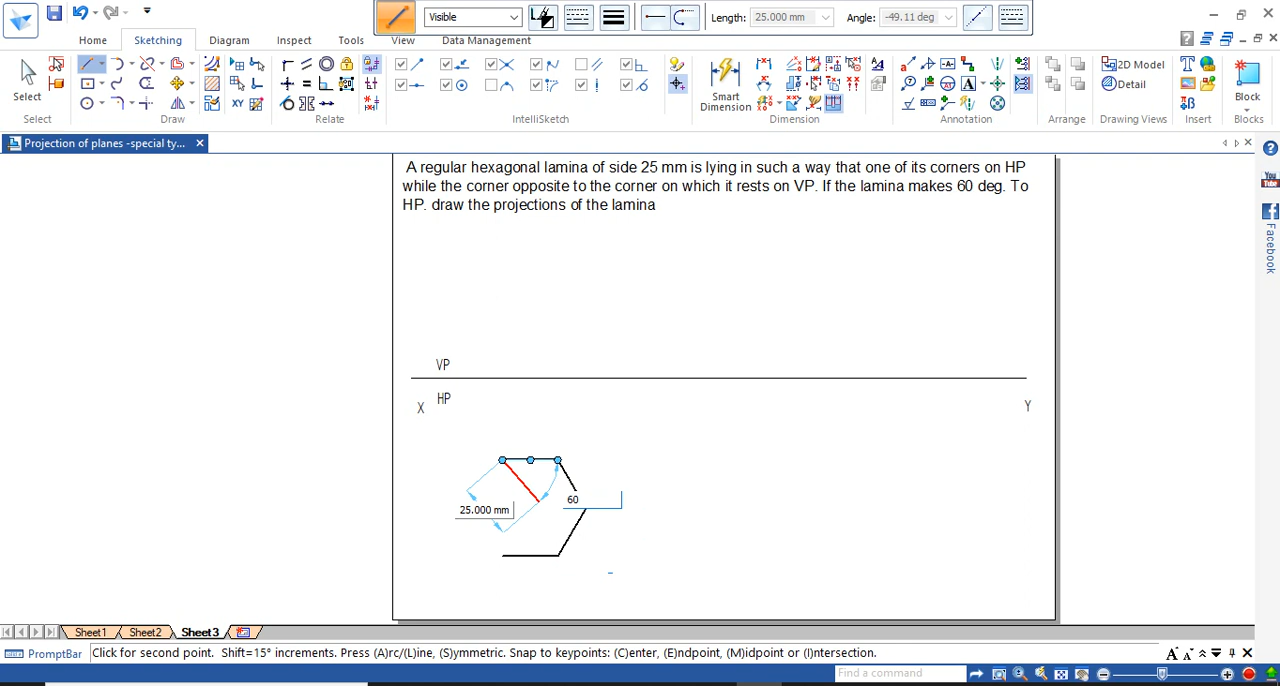 Visible
Length: 25.000 mm
Angle: -49.11 deg
Home Sketching Diagram Inspect Tools View Data Management
Select
Smart Dimension
2D Model
Detail
Block
Select Draw Relate IntelliSketch Dimension Annotation Arrange Drawing Views Insert Blocks
Projection of planes -special ty...
A regular hexagonal lamina of side 25 mm is lying in such a way that one of its corners on HP
while the corner opposite to the corner on which it rests on VP. If the lamina makes 60 deg. To
HP. draw the projections of the lamina
You Tube
Facebook
VP
HP
X Y
60
25.000 mm
Sheet1 Sheet2 Sheet3
PromptBar Click for second point. Shift=15° increments. Press (A)rc/(L)ine, (S)ymmetric. Snap to keypoints: (C)enter, (E)ndpoint, (M)idpoint or (I)ntersection.
Find a command